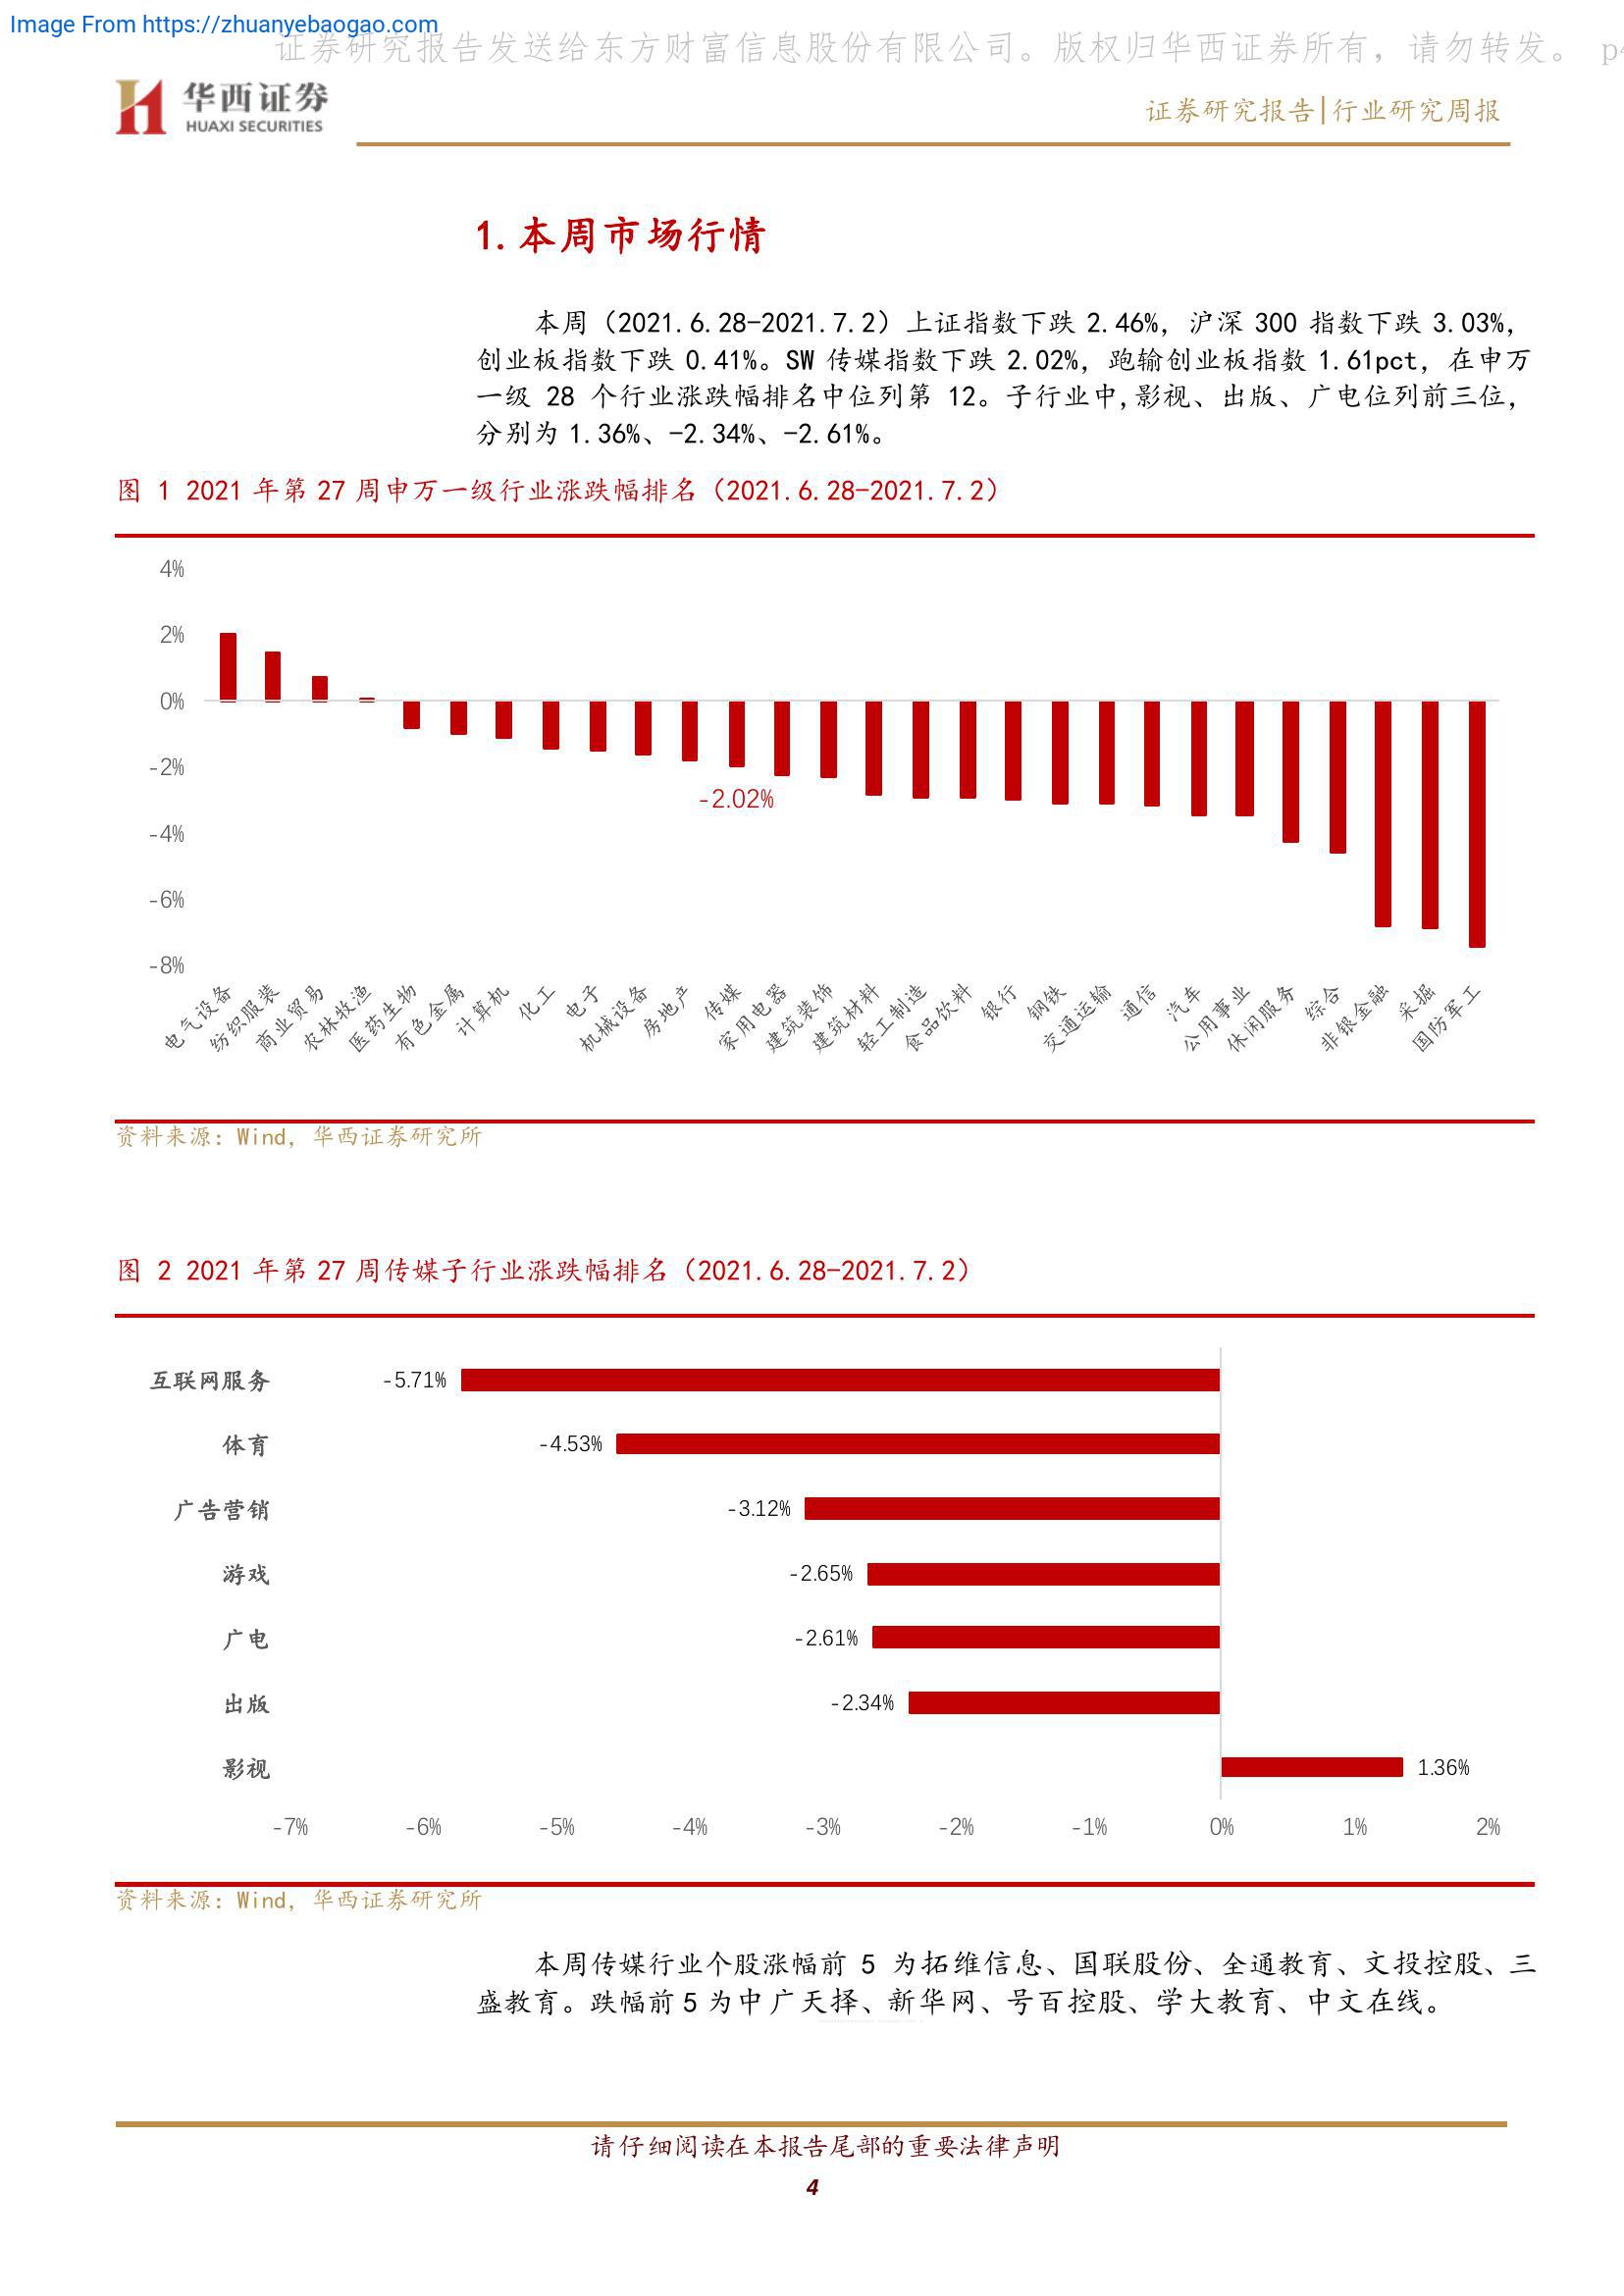 Image From https://zhuanyebaogao.com
证券研究报告发送给东方财富信息股份有限公司。版权归华西证券所有，请勿转发。 p4
华西证券
HUAXI SECURITIES
证券研究报告|行业研究周报
1.本周市场行情
本周（2021.6.28-2021.7.2）上证指数下跌 2.46%，沪深 300 指数下跌 3.03%，
创业板指数下跌 0.41%。SW 传媒指数下跌 2.02%，跑输创业板指数 1.61pct，在申万
一级 28 个行业涨跌幅排名中位列第 12。子行业中,影视、出版、广电位列前三位，
分别为 1.36%、-2.34%、-2.61%。
图 1 2021 年第 27 周申万一级行业涨跌幅排名（2021.6.28-2021.7.2）
4%
2%
0%
-2%
-4%
-6%
-8%
-2.02%
电气设备
纺织服装
商业贸易
农林牧渔
医药生物
有色金属
计算机
化工
电子
机械设备
房地产
传媒
家用电器
建筑装饰
建筑材料
轻工制造
食品饮料
银行
钢铁
交通运输
通信
汽车
公用事业
休闲服务
综合
非银金融
采掘
国防军工
资料来源：Wind，华西证券研究所
图 2 2021 年第 27 周传媒子行业涨跌幅排名（2021.6.28-2021.7.2）
互联网服务 -5.71%
体育 -4.53%
广告营销 -3.12%
游戏 -2.65%
广电 -2.61%
出版 -2.34%
影视 1.36%
-7% -6% -5% -4% -3% -2% -1% 0% 1% 2%
资料来源：Wind，华西证券研究所
本周传媒行业个股涨幅前 5 为拓维信息、国联股份、全通教育、文投控股、三
盛教育。跌幅前 5 为中广天择、新华网、号百控股、学大教育、中文在线。
请仔细阅读在本报告尾部的重要法律声明
4